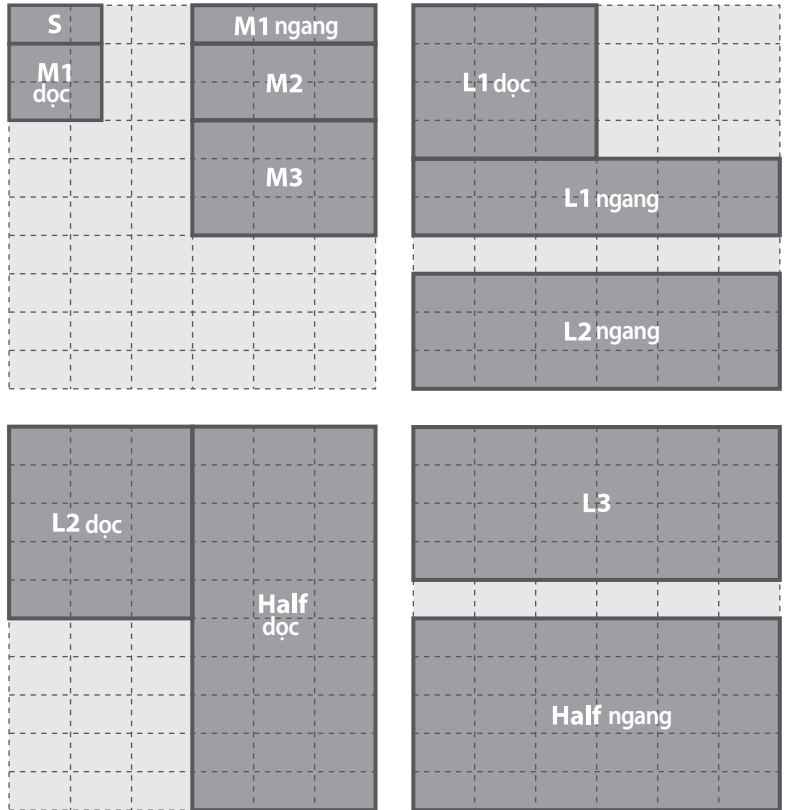 S
M1
dọc
M1 ngang
M2
M3
L1 dọc
L1 ngang
L2 ngang
L2 dọc
Half
dọc
L3
Half ngang